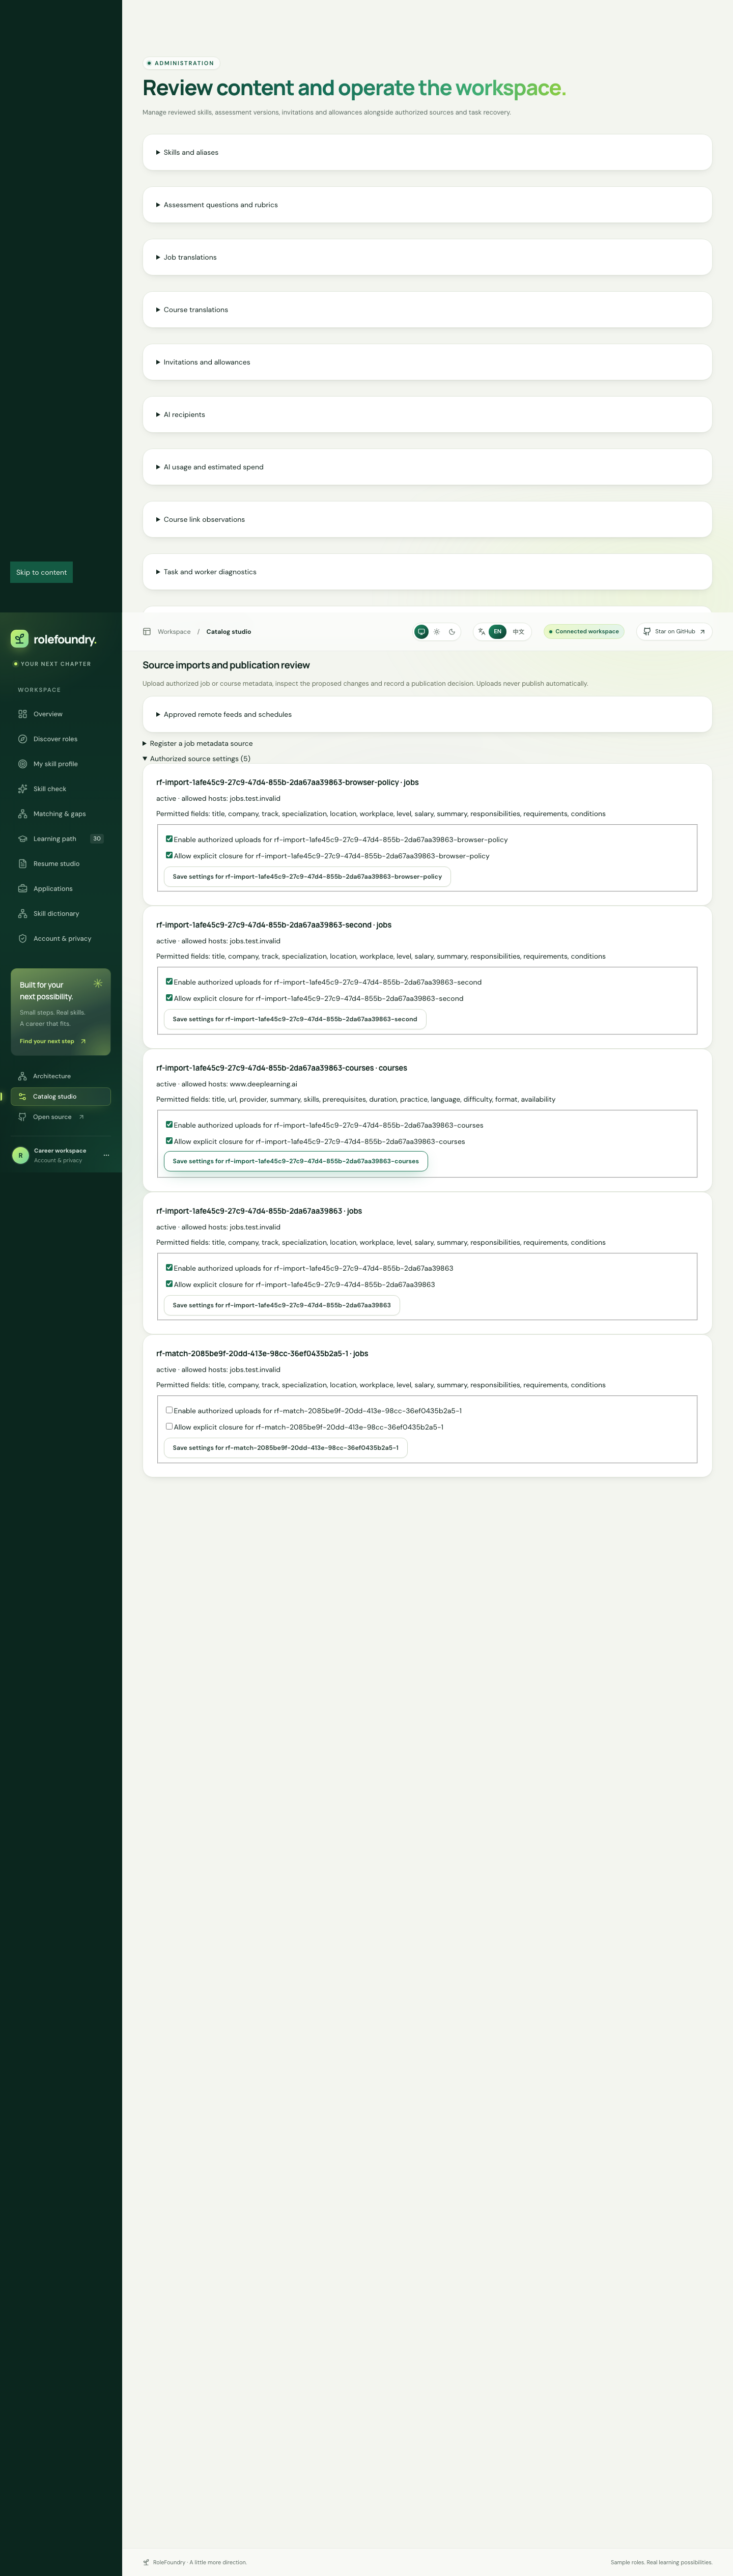 ADMINISTRATION
Review content and operate the workspace.
Manage reviewed skills, assessment versions, invitations and allowances alongside authorized sources and task recovery.
Skills and aliases
Assessment questions and rubrics
Job translations
Course translations
Invitations and allowances
AI recipients
AI usage and estimated spend
Course link observations
Task and worker diagnostics
Skip to content
rolefoundry.
YOUR NEXT CHAPTER
WORKSPACE
Overview
Discover roles
My skill profile
Skill check
Matching & gaps
Learning path 30
Resume studio
Applications
Skill dictionary
Account & privacy
Built for your
next possibility.
Small steps. Real skills.
A career that fits.
Find your next step
Architecture
Catalog studio
Open source
R
Career workspace
Account & privacy
Workspace / Catalog studio
EN 中文
Connected workspace
Star on GitHub
Source imports and publication review
Upload authorized job or course metadata, inspect the proposed changes and record a publication decision. Uploads never publish automatically.
Approved remote feeds and schedules
Register a job metadata source
Authorized source settings (5)
rf-import-1afe45c9-27c9-47d4-855b-2da67aa39863-browser-policy · jobs
active · allowed hosts: jobs.test.invalid
Permitted fields: title, company, track, specialization, location, workplace, level, salary, summary, responsibilities, requirements, conditions
Enable authorized uploads for rf-import-1afe45c9-27c9-47d4-855b-2da67aa39863-browser-policy
Allow explicit closure for rf-import-1afe45c9-27c9-47d4-855b-2da67aa39863-browser-policy
Save settings for rf-import-1afe45c9-27c9-47d4-855b-2da67aa39863-browser-policy
rf-import-1afe45c9-27c9-47d4-855b-2da67aa39863-second · jobs
active · allowed hosts: jobs.test.invalid
Permitted fields: title, company, track, specialization, location, workplace, level, salary, summary, responsibilities, requirements, conditions
Enable authorized uploads for rf-import-1afe45c9-27c9-47d4-855b-2da67aa39863-second
Allow explicit closure for rf-import-1afe45c9-27c9-47d4-855b-2da67aa39863-second
Save settings for rf-import-1afe45c9-27c9-47d4-855b-2da67aa39863-second
rf-import-1afe45c9-27c9-47d4-855b-2da67aa39863-courses · courses
active · allowed hosts: www.deeplearning.ai
Permitted fields: title, url, provider, summary, skills, prerequisites, duration, practice, language, difficulty, format, availability
Enable authorized uploads for rf-import-1afe45c9-27c9-47d4-855b-2da67aa39863-courses
Allow explicit closure for rf-import-1afe45c9-27c9-47d4-855b-2da67aa39863-courses
Save settings for rf-import-1afe45c9-27c9-47d4-855b-2da67aa39863-courses
rf-import-1afe45c9-27c9-47d4-855b-2da67aa39863 · jobs
active · allowed hosts: jobs.test.invalid
Permitted fields: title, company, track, specialization, location, workplace, level, salary, summary, responsibilities, requirements, conditions
Enable authorized uploads for rf-import-1afe45c9-27c9-47d4-855b-2da67aa39863
Allow explicit closure for rf-import-1afe45c9-27c9-47d4-855b-2da67aa39863
Save settings for rf-import-1afe45c9-27c9-47d4-855b-2da67aa39863
rf-match-2085be9f-20dd-413e-98cc-36ef0435b2a5-1 · jobs
active · allowed hosts: jobs.test.invalid
Permitted fields: title, company, track, specialization, location, workplace, level, salary, summary, responsibilities, requirements, conditions
Enable authorized uploads for rf-match-2085be9f-20dd-413e-98cc-36ef0435b2a5-1
Allow explicit closure for rf-match-2085be9f-20dd-413e-98cc-36ef0435b2a5-1
Save settings for rf-match-2085be9f-20dd-413e-98cc-36ef0435b2a5-1
RoleFoundry · A little more direction
Sample roles. Real learning possibilities.